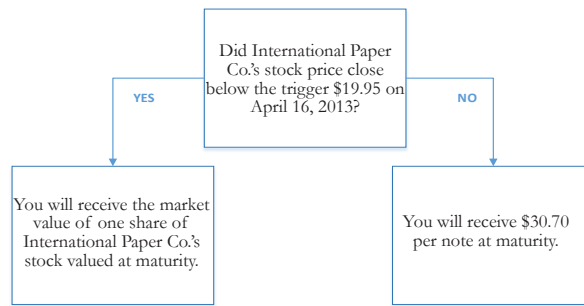 Did International Paper
Co.'s stock price close
below the trigger $19.95 on
April 16, 2013?
YES
NO
You will receive the market
value of one share of
International Paper Co.'s
stock valued at maturity.
You will receive $30.70
per note at maturity.